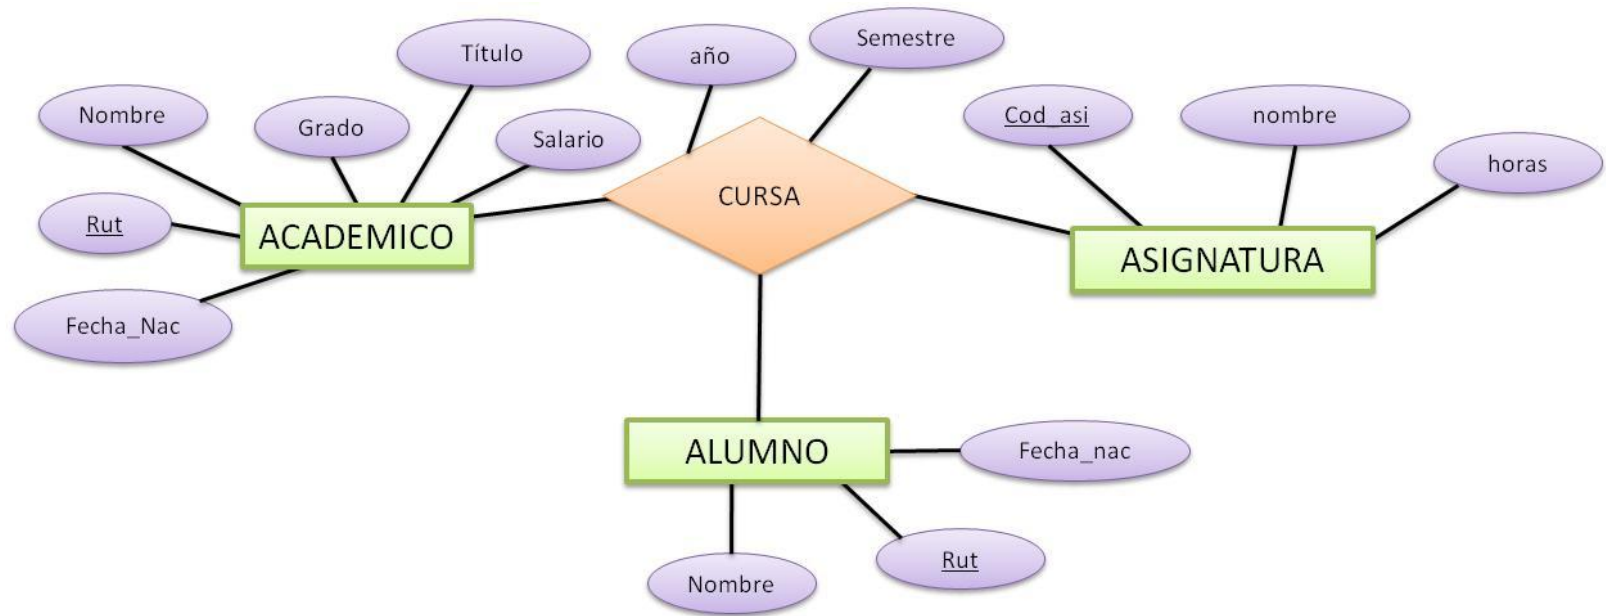 Título
año
Semestre
Nombre
Grado
Salario
Cod_asi
nombre
horas
Rut
ACADEMICO
CURSA
ASIGNATURA
Fecha_Nac
ALUMNO
Fecha_nac
Nombre
Rut